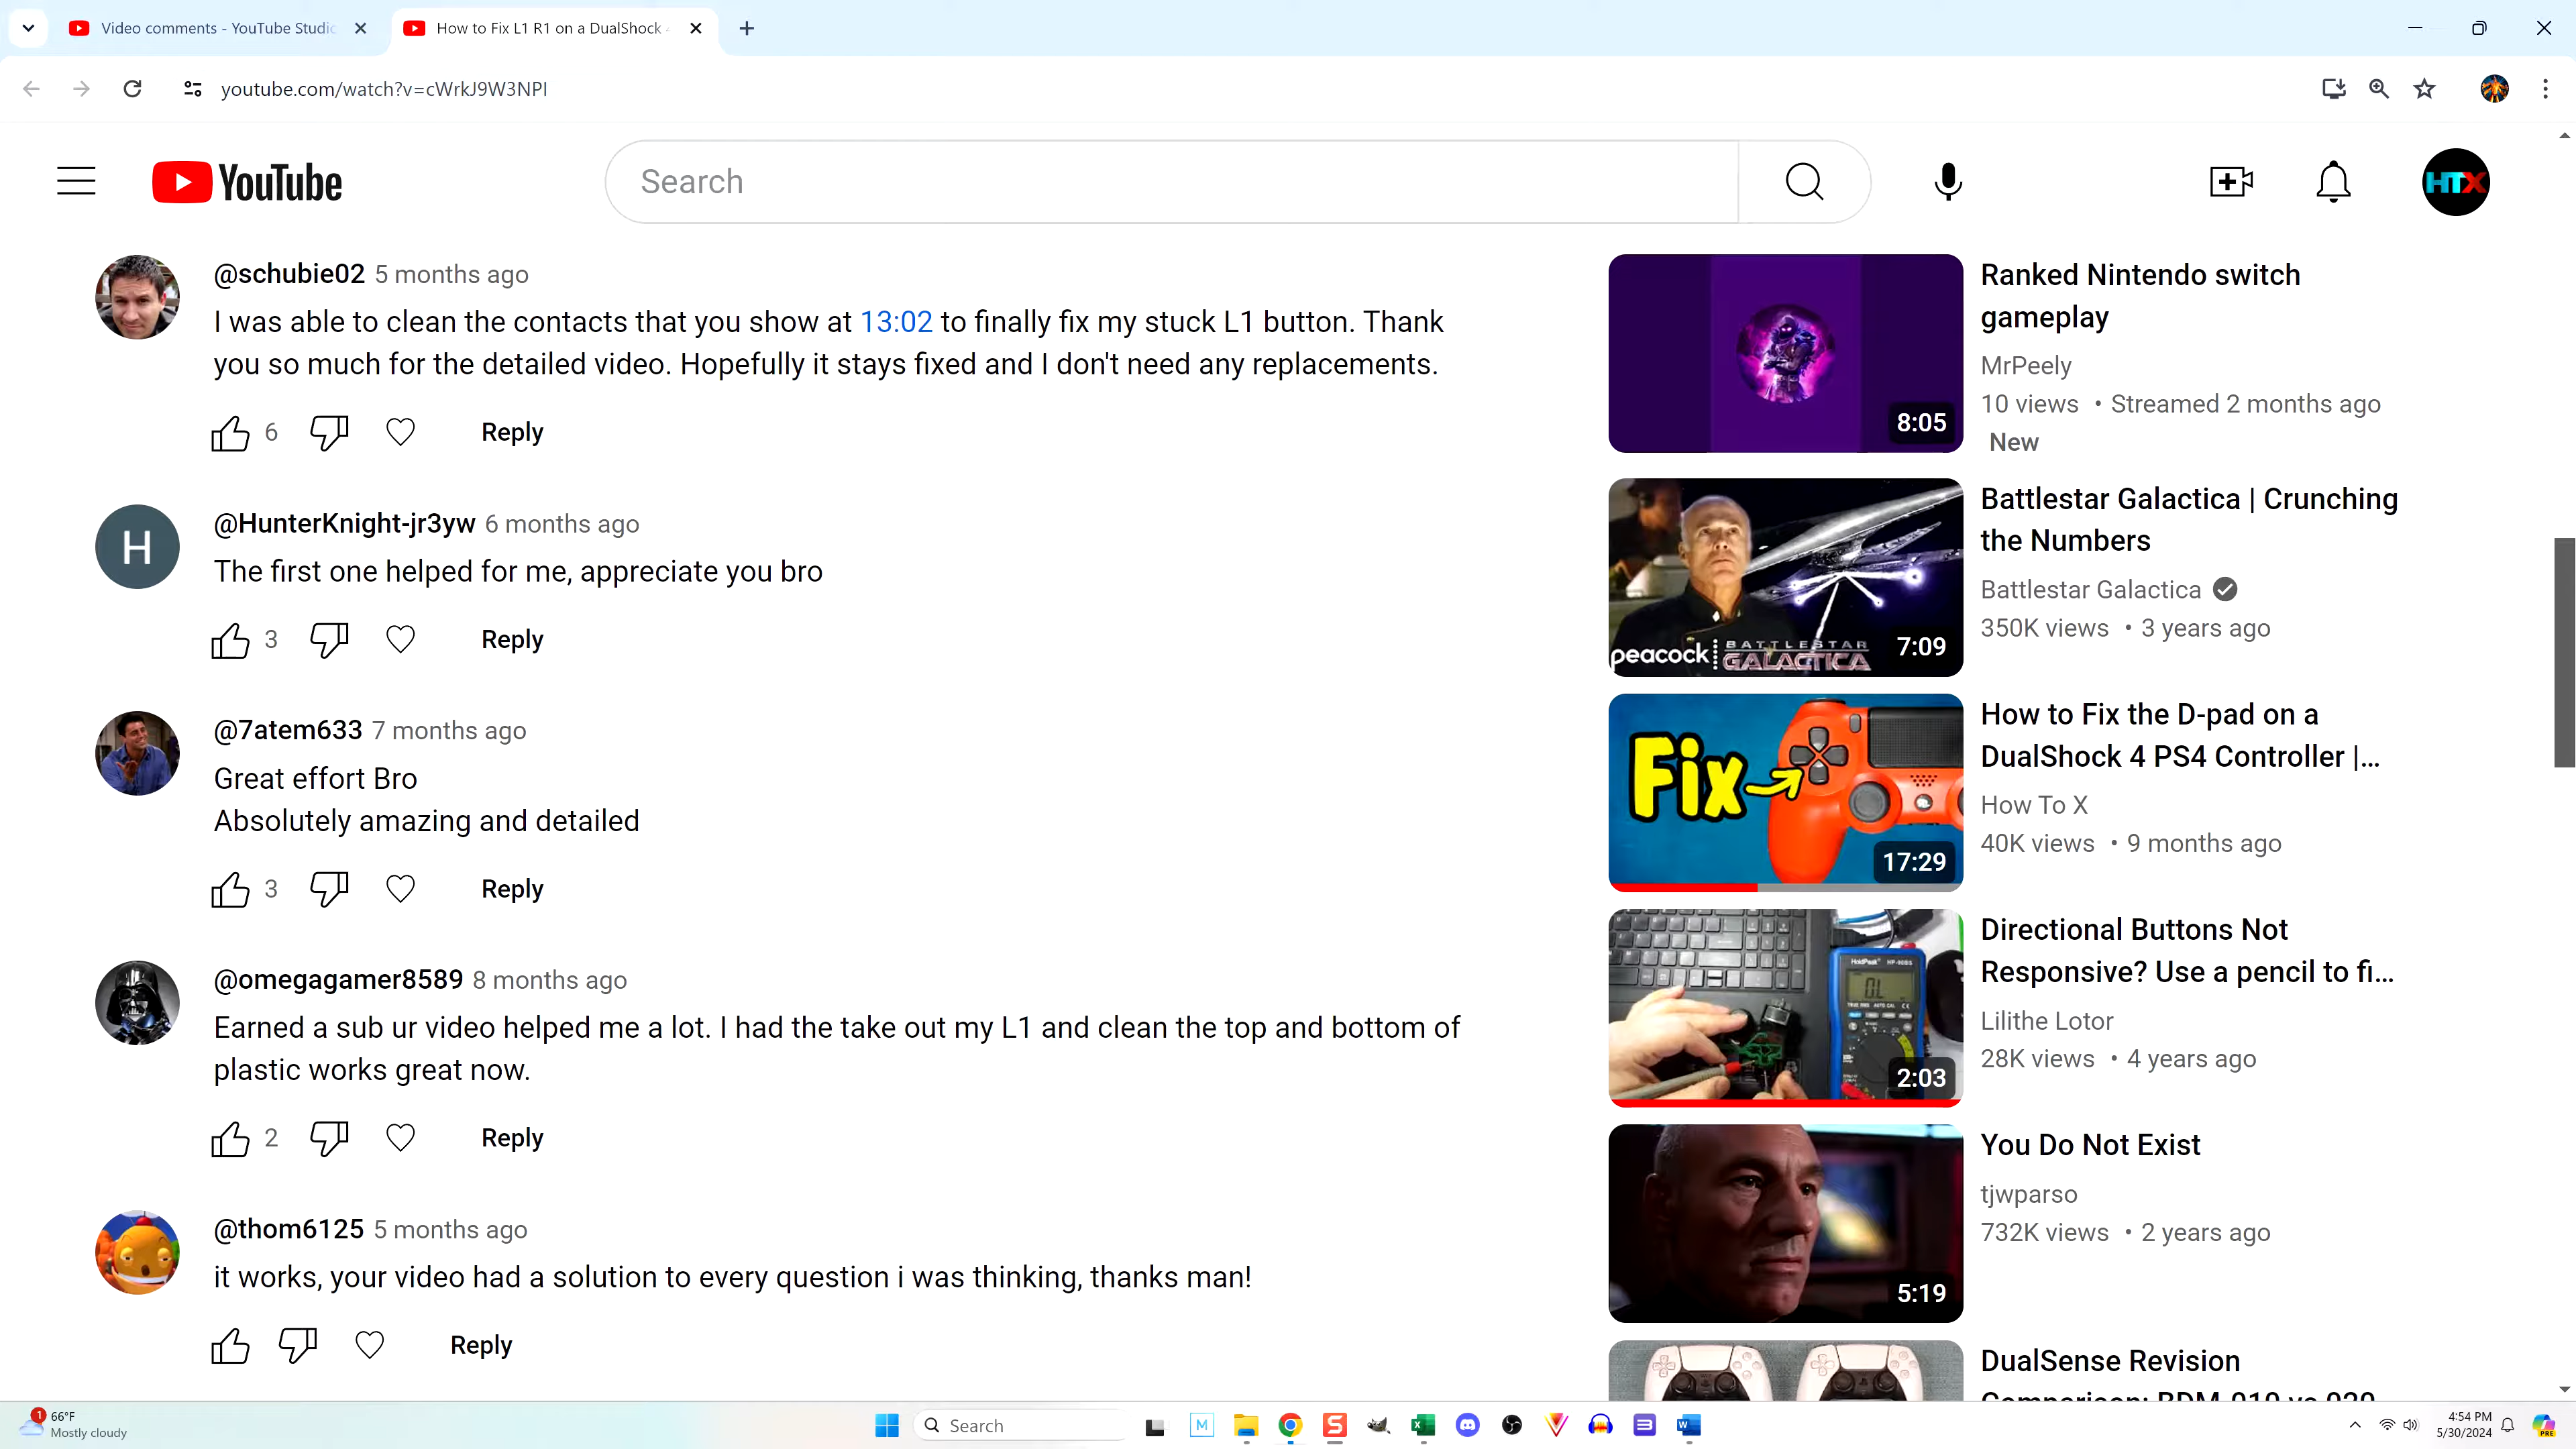 Video comments - YouTube Studio
How to Fix L1 R1 on a DualShock
youtube.com/watch?v=cWrkJ9W3NPI
YouTube
Search
HTX
@schubie02 5 months ago
I was able to clean the contacts that you show at 13:02 to finally fix my stuck L1 button. Thank
you so much for the detailed video. Hopefully it stays fixed and I don't need any replacements.
6
Reply
H
@HunterKnight-jr3yw 6 months ago
The first one helped for me, appreciate you bro
3
Reply
@7atem633 7 months ago
Great effort Bro
Absolutely amazing and detailed
3
Reply
@omegagamer8589 8 months ago
Earned a sub ur video helped me a lot. I had the take out my L1 and clean the top and bottom of
plastic works great now.
2
Reply
@thom6125 5 months ago
it works, your video had a solution to every question i was thinking, thanks man!
Reply
8:05
Ranked Nintendo switch
gameplay
MrPeely
10 views • Streamed 2 months ago
New
peacock
BATTLESTAR
GALACTICA
7:09
Battlestar Galactica | Crunching
the Numbers
Battlestar Galactica
350K views • 3 years ago
Fix
17:29
How to Fix the D-pad on a
DualShock 4 PS4 Controller |...
How To X
40K views • 9 months ago
HoldPeak
0L
2:03
Directional Buttons Not
Responsive? Use a pencil to fi...
Lilithe Lotor
28K views • 4 years ago
5:19
You Do Not Exist
tjwparso
732K views • 2 years ago
DualSense Revision
Comparison: BDM-010 vs 020
1
66°F
Mostly cloudy
Search
M
S
X
3
W
4:54 PM
5/30/2024
PRE